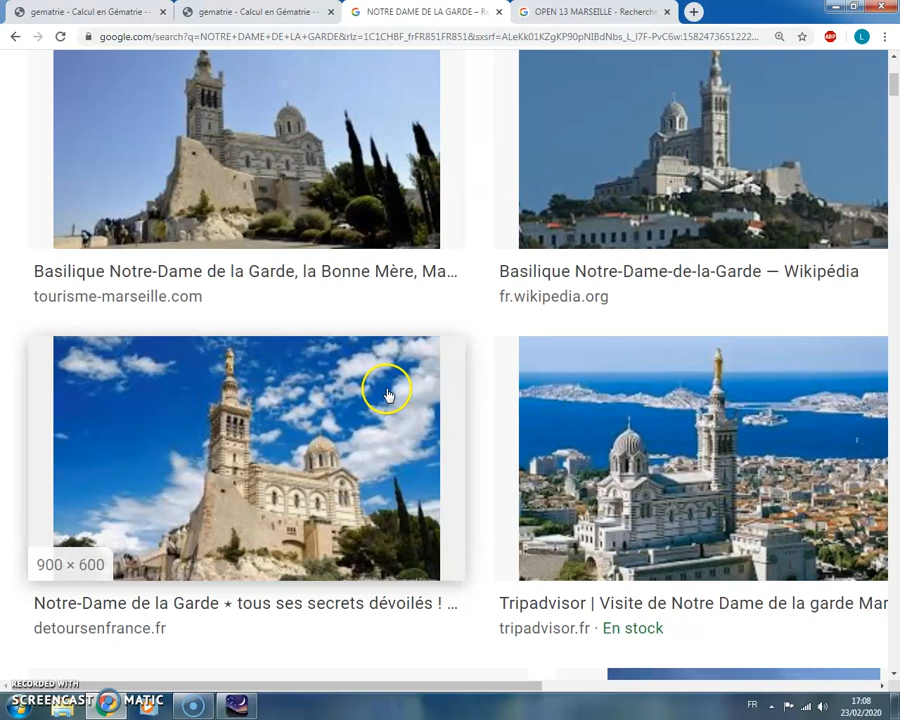 gematrie - Calcul en Gématrie
gematrie - Calcul en Gématrie
NOTRE DAME DE LA GARDE – Re
OPEN 13 MARSEILLE - Recherche
google.com/search?q=NOTRE+DAME+DE+LA+GARDE&rlz=1C1CHBF_frFR851FR851&sxsrf=ALeKk01KZgKP90pNIBdNbs_L_i7F-PvC6w:1582473651222...
ABP
L
Basilique Notre-Dame de la Garde, la Bonne Mère, Ma...
tourisme-marseille.com
Basilique Notre-Dame-de-la-Garde — Wikipédia
fr.wikipedia.org
900 × 600
Notre-Dame de la Garde ⋆ tous ses secrets dévoilés ! ...
detoursenfrance.fr
Tripadvisor | Visite de Notre Dame de la garde Mar
tripadvisor.fr · En stock
RECORDED WITH
SCREENCAST MATIC
FR
17:08
23/02/2020